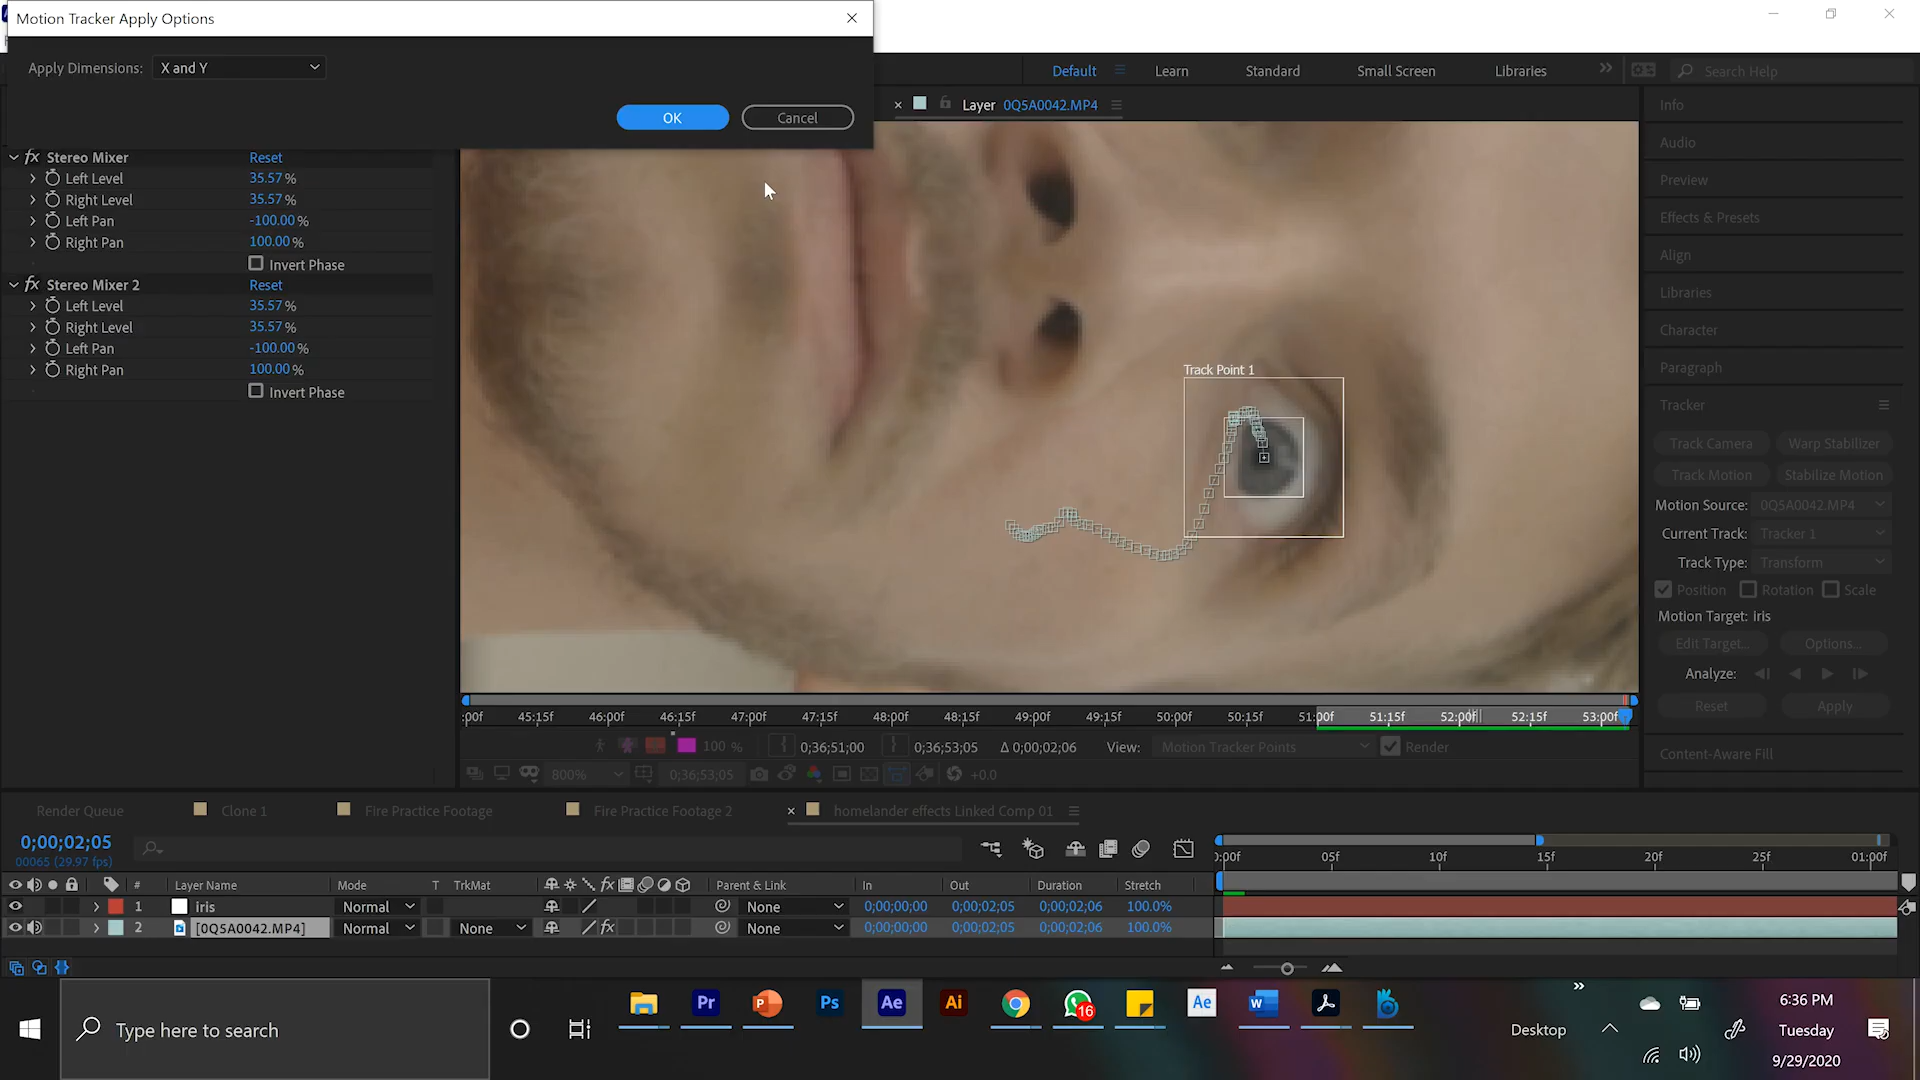 Motion Tracker Apply Options
Apply Dimensions: X and Y
OK Cancel
Default Learn Standard Small Screen Libraries Search Help
Layer 0Q5A0042.MP4
fx Stereo Mixer Reset
Left Level 35.57 %
Right Level 35.57 %
Left Pan -100.00 %
Right Pan 100.00 %
Invert Phase
fx Stereo Mixer 2 Reset
Left Level 35.57 %
Right Level 35.57 %
Left Pan -100.00 %
Right Pan 100.00 %
Invert Phase
Track Point 1
Info
Audio
Preview
Effects & Presets
Align
Libraries
Character
Paragraph
Tracker
Track Camera Warp Stabilizer
Track Motion Stabilize Motion
Motion Source: 0Q5A0042.MP4
Current Track: Tracker 1
Track Type: Transform
Position Rotation Scale
Motion Target: iris
Edit Target... Options...
Analyze:
Reset Apply
Content-Aware Fill
:00f 45:15f 46:00f 46:15f 47:00f 47:15f 48:00f 48:15f 49:00f 49:15f 50:00f 50:15f 51:00f 51:15f 52:00f 52:15f 53:00f
100 % 0;36;51;00 0;36;53;05 Δ 0;00;02;06 View: Motion Tracker Points Render
800% 0;36;53;05 +0.0
Render Queue Clone 1 Fire Practice Footage Fire Practice Footage 2 homelander effects Linked Comp 01
0;00;02;05
00065 (29.97 fps)
):00f 05f 10f 15f 20f 25f 01:00f
# Layer Name Mode T TrkMat fx Parent & Link In Out Duration Stretch
1 iris Normal None 0;00;00;00 0;00;02;05 0;00;02;06 100.0%
2 [0Q5A0042.MP4] Normal None fx None 0;00;00;00 0;00;02;05 0;00;02;06 100.0%
Type here to search
Pr P Ps Ae Ai 16 Ae W
Desktop
6:36 PM
Tuesday
9/29/2020